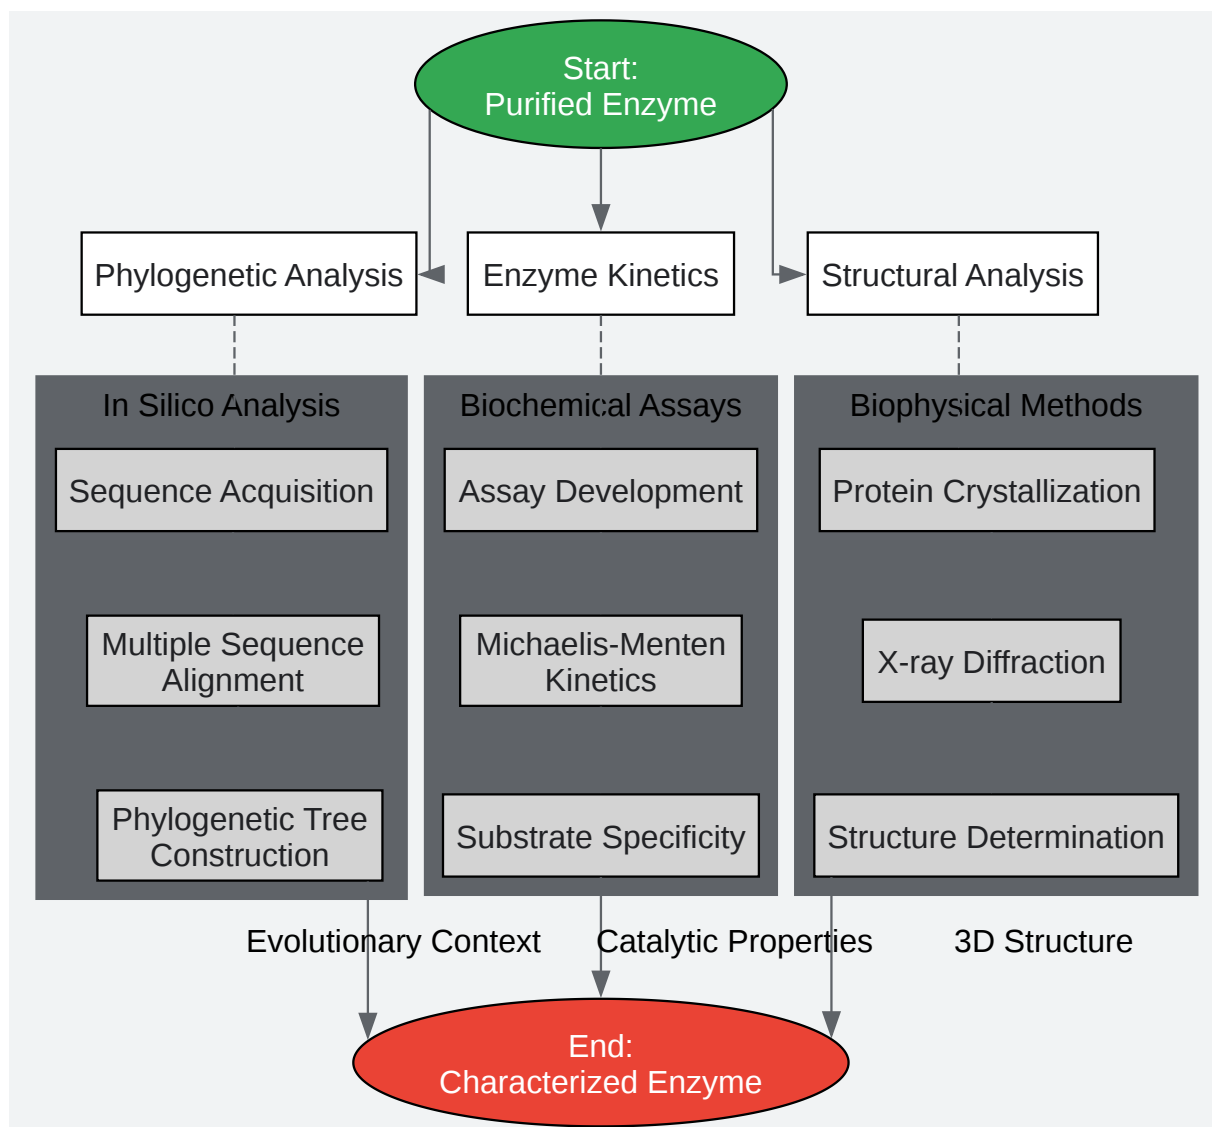 Start:
Purified Enzyme
Phylogenetic Analysis
Enzyme Kinetics
Structural Analysis
In Silico Analysis
Biochemical Assays
Biophysical Methods
Sequence Acquisition
Assay Development
Protein Crystallization
Multiple Sequence
Alignment
Michaelis-Menten
Kinetics
X-ray Diffraction
Phylogenetic Tree
Construction
Substrate Specificity
Structure Determination
Evolutionary Context
Catalytic Properties
3D Structure
End:
Characterized Enzyme